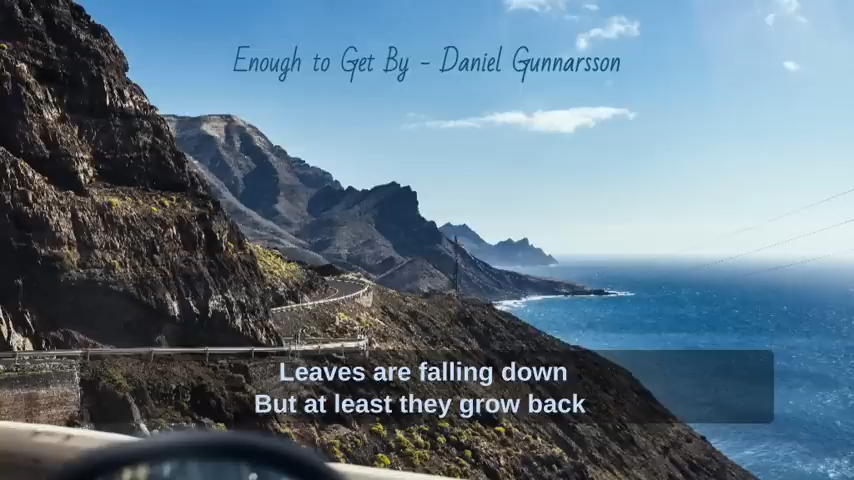 Enough to Get By - Daniel Gunnarsson
Leaves are falling down
But at least they grow back